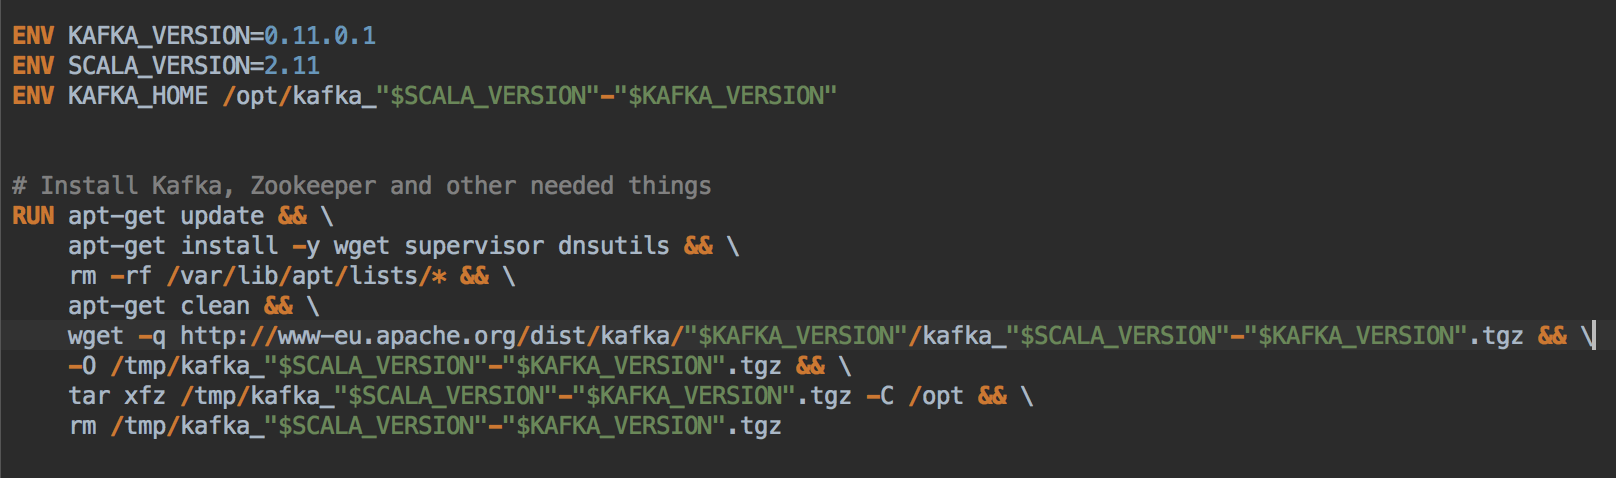 ENV KAFKA_VERSION=0.11.0.1
ENV SCALA_VERSION=2.11
ENV KAFKA_HOME /opt/kafka_"$SCALA_VERSION"-"$KAFKA_VERSION"
# Install Kafka, Zookeeper and other needed things
RUN apt-get update && \
    apt-get install -y wget supervisor dnsutils && \
    rm -rf /var/lib/apt/lists/* && \
    apt-get clean && \
    wget -q http://www-eu.apache.org/dist/kafka/"$KAFKA_VERSION"/kafka_"$SCALA_VERSION"-"$KAFKA_VERSION".tgz && \
    -O /tmp/kafka_"$SCALA_VERSION"-"$KAFKA_VERSION".tgz && \
    tar xfz /tmp/kafka_"$SCALA_VERSION"-"$KAFKA_VERSION".tgz -C /opt && \
    rm /tmp/kafka_"$SCALA_VERSION"-"$KAFKA_VERSION".tgz